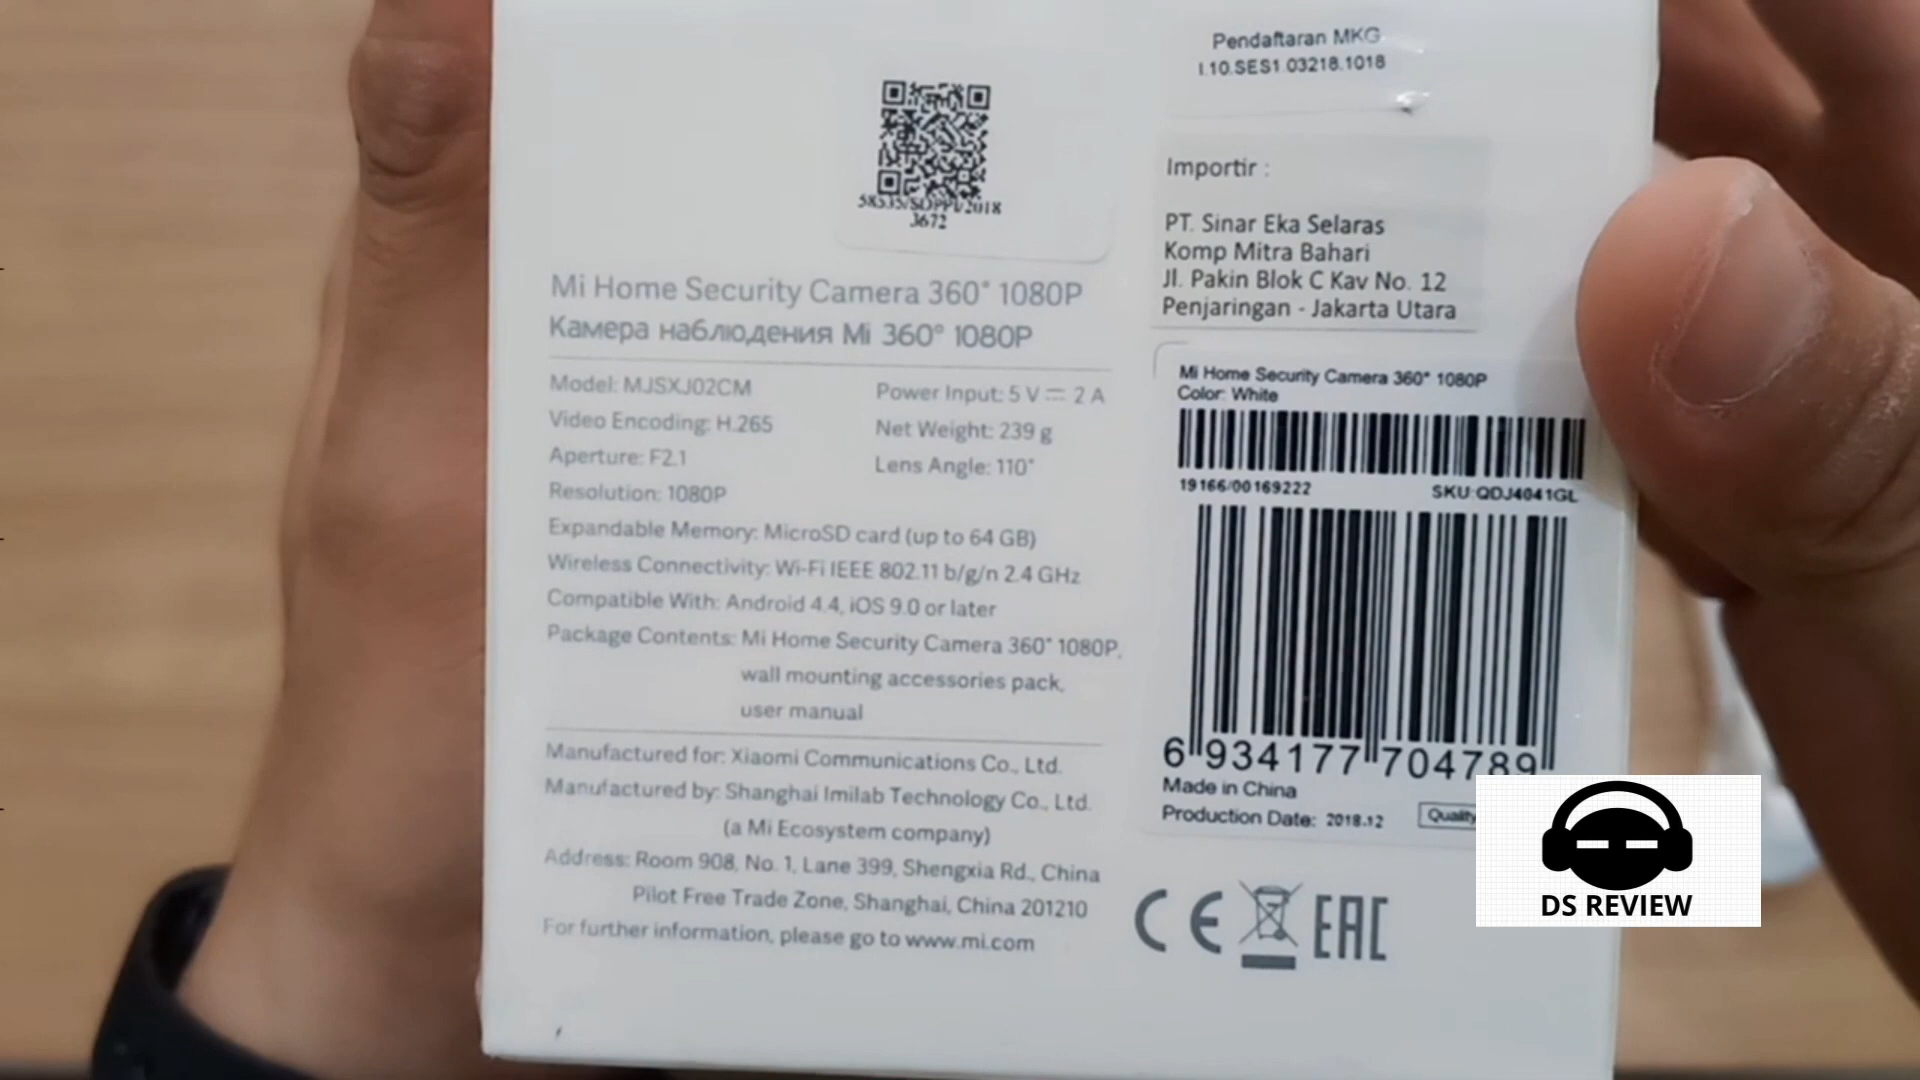 Pendaftaran MKG
I.10.SES1.03218.1018
58535/SDPPI/2018
3672
Importir :
PT. Sinar Eka Selaras
Komp Mitra Bahari
Jl. Pakin Blok C Kav No. 12
Penjaringan - Jakarta Utara
Mi Home Security Camera 360° 1080P
Камера наблюдения Mi 360° 1080P
Model: MJSXJ02CM
Power Input: 5 V ⎓ 2 A
Video Encoding: H.265
Net Weight: 239 g
Aperture: F2.1
Lens Angle: 110°
Resolution: 1080P
Expandable Memory: MicroSD card (up to 64 GB)
Wireless Connectivity: Wi-Fi IEEE 802.11 b/g/n 2.4 GHz
Compatible With: Android 4.4, iOS 9.0 or later
Package Contents: Mi Home Security Camera 360° 1080P,
wall mounting accessories pack,
user manual
Manufactured for: Xiaomi Communications Co., Ltd.
Manufactured by: Shanghai Imilab Technology Co., Ltd.
(a Mi Ecosystem company)
Address: Room 908, No. 1, Lane 399, Shengxia Rd., China
Pilot Free Trade Zone, Shanghai, China 201210
For further information, please go to www.mi.com
Mi Home Security Camera 360° 1080P
Color: White
19166/00169222
SKU:QDJ4041GL
6 934177 704789
Made in China
Production Date: 2018.12
Quality
CE
EAC
DS REVIEW